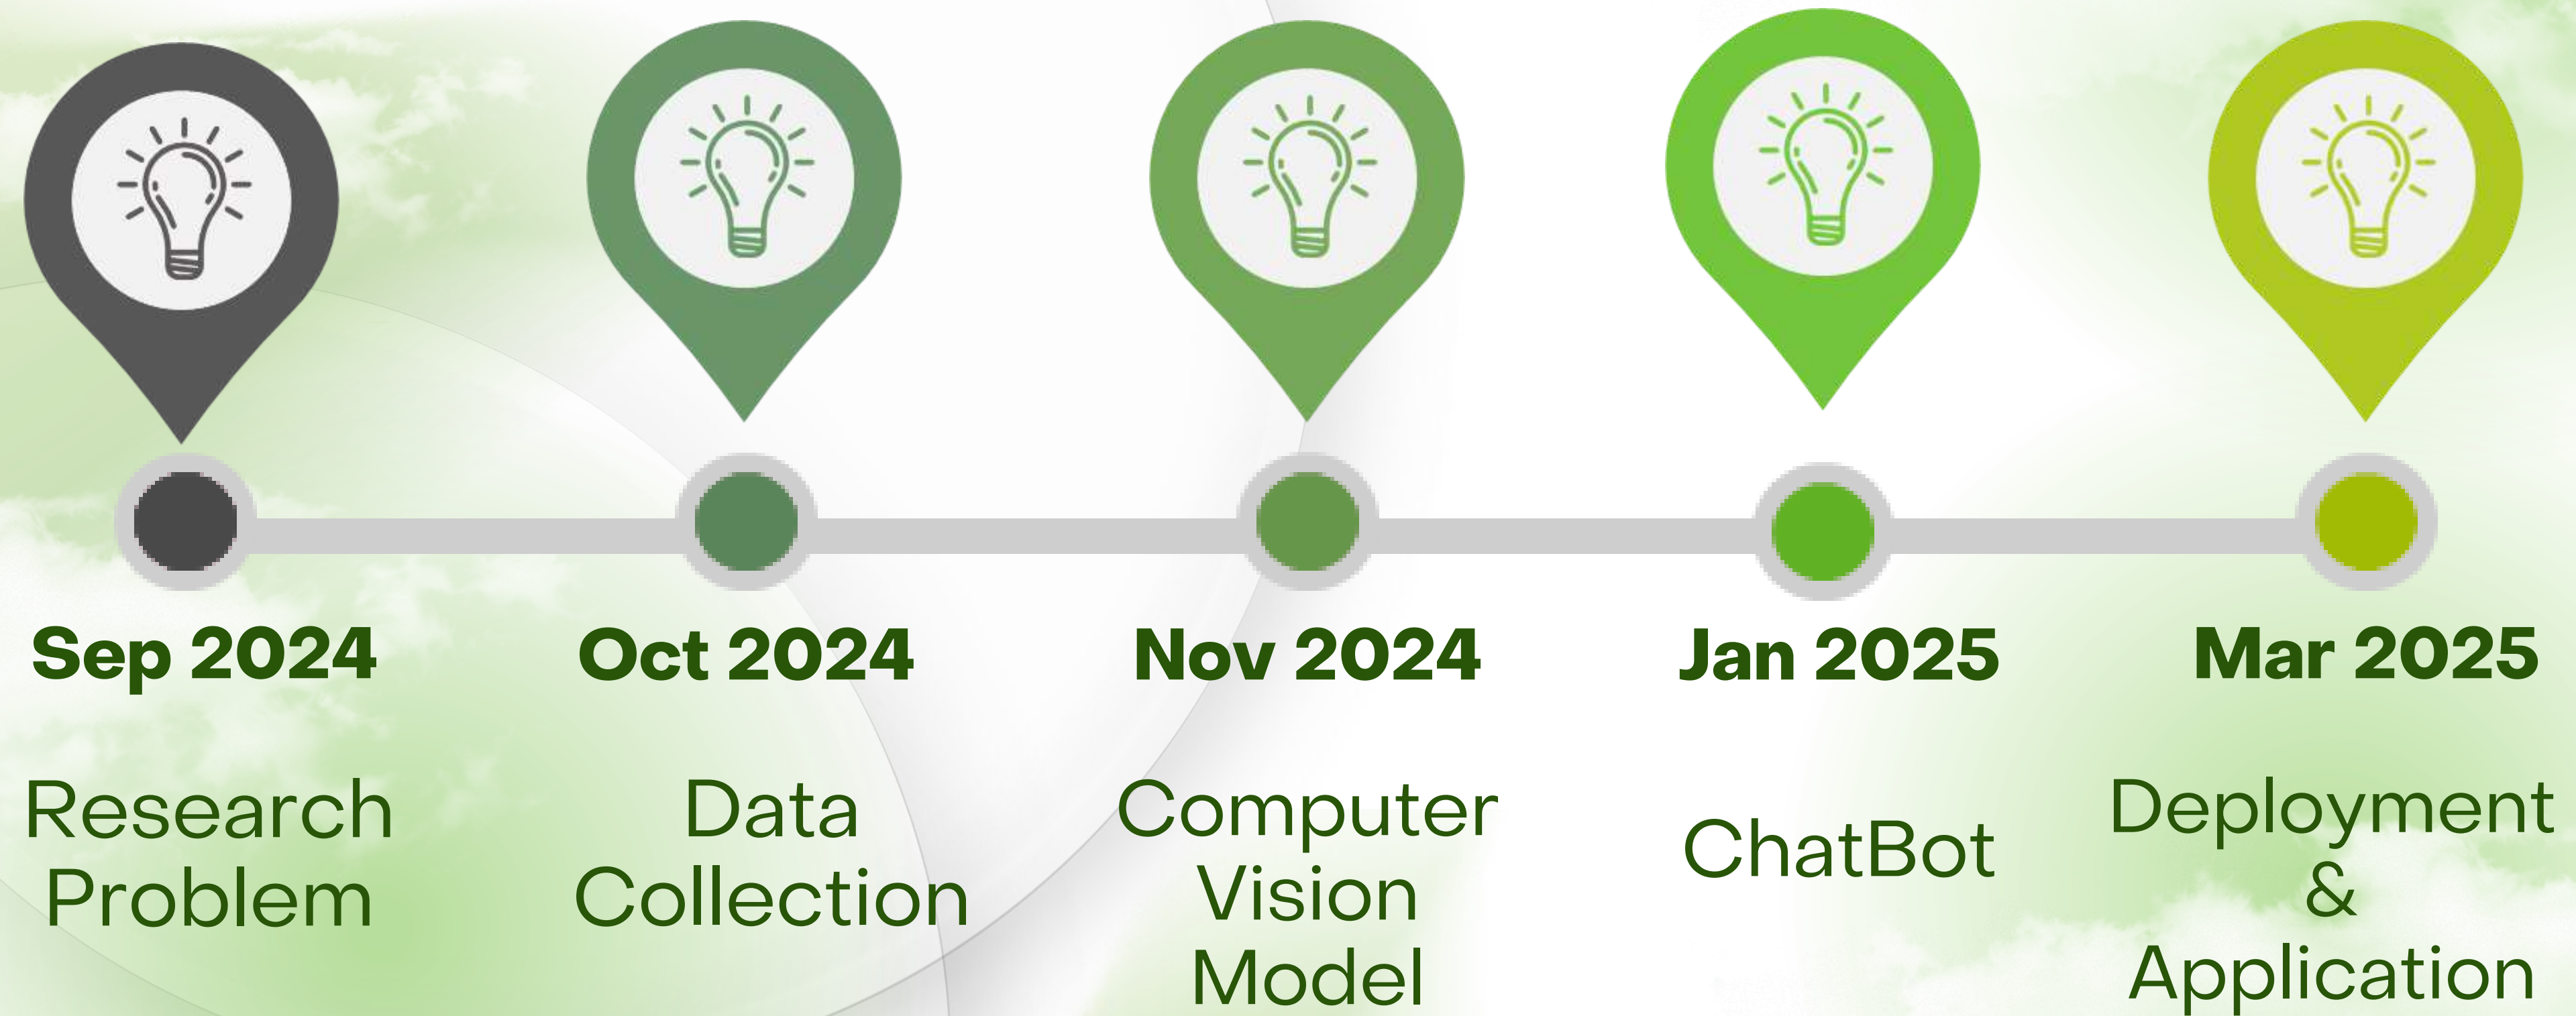 Sep 2024
Oct 2024
Nov 2024
Jan 2025
Mar 2025
Research
Problem
Data
Collection
Computer
Vision
Model
ChatBot
Deployment
&
Application